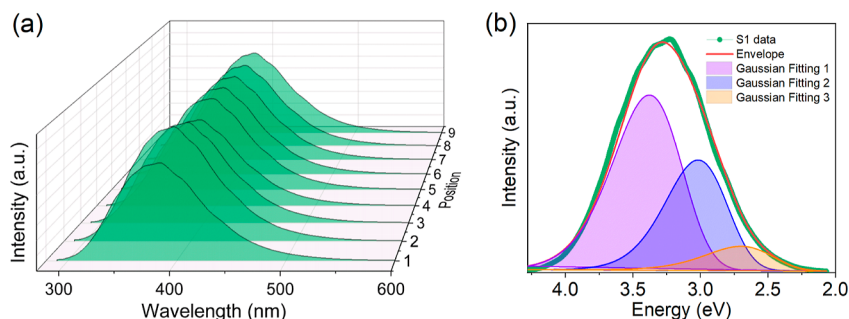 (a)
Intensity (a.u.)
9
8
7
6
5
4
3
2
1
Position
300
400
500
600
Wavelength (nm)
(b)
S1 data
Envelope
Gaussian Fitting 1
Gaussian Fitting 2
Gaussian Fitting 3
Intensity (a.u.)
4.0
3.5
3.0
2.5
2.0
Energy (eV)